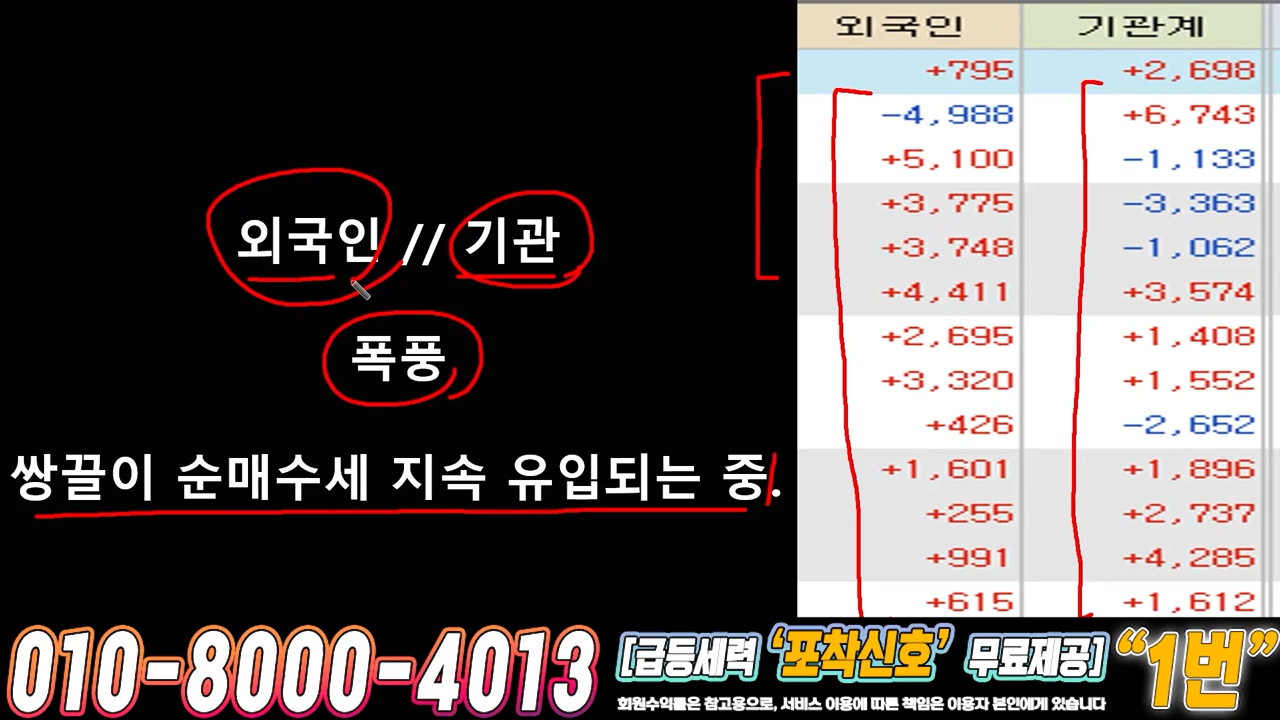 외국인 // 기관
폭풍
쌍끌이 순매수세 지속 유입되는 중.
외국인 기관계
+795 +2,698
-4,988 +6,743
+5,100 -1,133
+3,775 -3,363
+3,748 -1,062
+4,411 +3,574
+2,695 +1,408
+3,320 +1,552
+426 -2,652
+1,601 +1,896
+255 +2,737
+991 +4,285
+615 +1,612
010-8000-4013
[급등세력 '포착신호' 무료제공] "1번"
회원수익률은 참고용으로, 서비스 이용에 따른 책임은 이용자 본인에게 있습니다